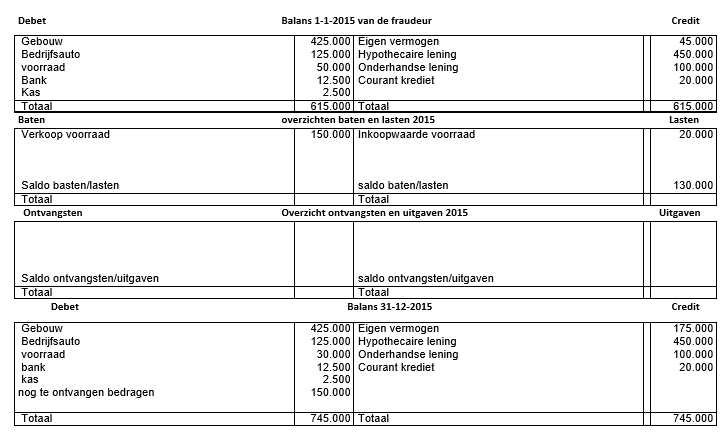 Debet Balans 1-1-2015 van de fraudeur Credit
Gebouw 425.000 Eigen vermogen 45.000
Bedrijfsauto 125.000 Hypothecaire lening 450.000
voorraad 50.000 Onderhandse lening 100.000
Bank 12.500 Courant krediet 20.000
Kas 2.500
Totaal 615.000 Totaal 615.000
Baten overzichten baten en lasten 2015 Lasten
Verkoop voorraad 150.000 Inkoopwaarde voorraad 20.000
Saldo basten/lasten saldo baten/lasten 130.000
Totaal Totaal
Ontvangsten Overzicht ontvangsten en uitgaven 2015 Uitgaven
Saldo ontvangsten/uitgaven saldo ontvangsten/uitgaven
Totaal Totaal
Debet Balans 31-12-2015 Credit
Gebouw 425.000 Eigen vermogen 175.000
Bedrijfsauto 125.000 Hypothecaire lening 450.000
voorraad 30.000 Onderhandse lening 100.000
bank 12.500 Courant krediet 20.000
kas 2.500
nog te ontvangen bedragen 150.000
Totaal 745.000 Totaal 745.000